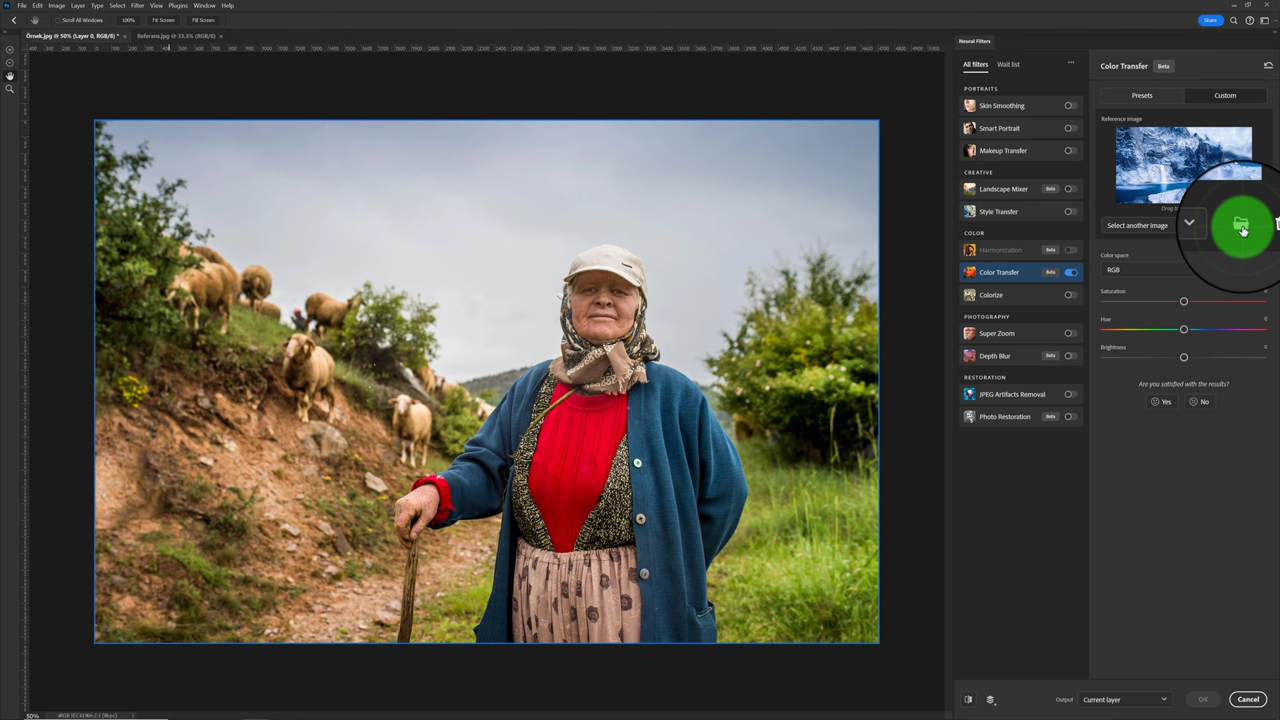 Ps File Edit Image Layer Type Select Filter View Plugins Window Help
Scroll All Windows 100% Fit Screen Fill Screen Share
Örnek.jpg @ 50% (Layer 0, RGB/8) * × Referans.jpg @ 33.3% (RGB/8) ×
Neural Filters
All filters Wait list
PORTRAITS
Skin Smoothing
Smart Portrait
Makeup Transfer
CREATIVE
Landscape Mixer Beta
Style Transfer
COLOR
Harmonization Beta
Color Transfer Beta
Colorize
PHOTOGRAPHY
Super Zoom
Depth Blur Beta
RESTORATION
JPEG Artifacts Removal
Photo Restoration Beta
Color Transfer Beta
Presets Custom
Reference image
Select another image
Color space
RGB
Saturation
Hue 0
Brightness 0
Are you satisfied with the results?
Yes No
Output Current layer OK Cancel
50%